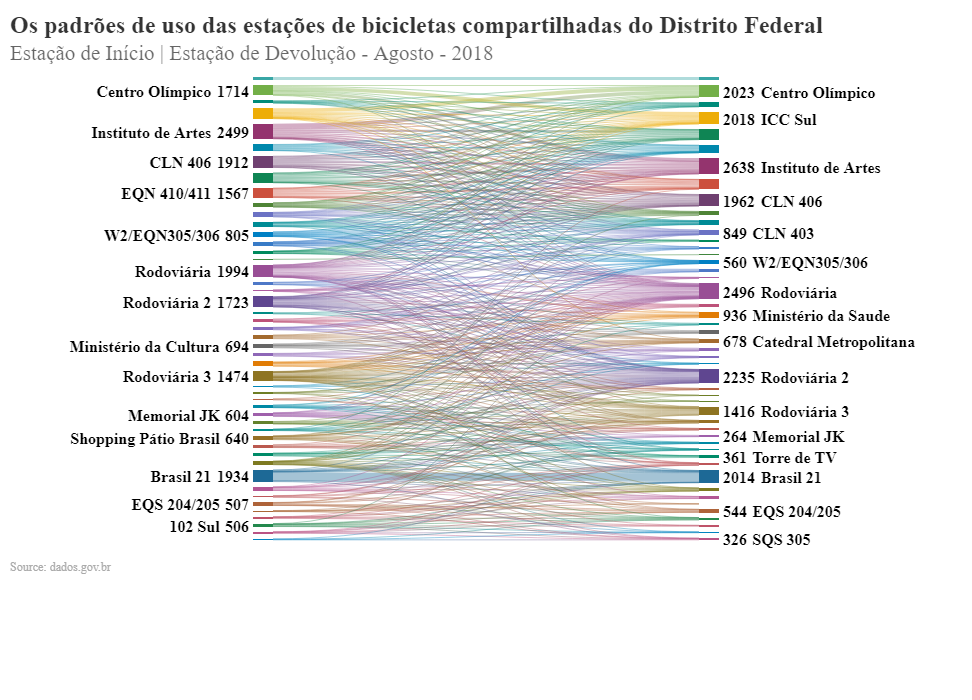 Os padrões de uso das estações de bicicletas compartilhadas do Distrito Federal
Estação de Início | Estação de Devolução - Agosto - 2018
Centro Olímpico 1714
Instituto de Artes 2499
CLN 406 1912
EQN 410/411 1567
W2/EQN305/306 805
Rodoviária 1994
Rodoviária 2 1723
Ministério da Cultura 694
Rodoviária 3 1474
Memorial JK 604
Shopping Pátio Brasil 640
Brasil 21 1934
EQS 204/205 507
102 Sul 506
2023 Centro Olímpico
2018 ICC Sul
2638 Instituto de Artes
1962 CLN 406
849 CLN 403
560 W2/EQN305/306
2496 Rodoviária
936 Ministério da Saude
678 Catedral Metropolitana
2235 Rodoviária 2
1416 Rodoviária 3
264 Memorial JK
361 Torre de TV
2014 Brasil 21
544 EQS 204/205
326 SQS 305
Source: dados.gov.br